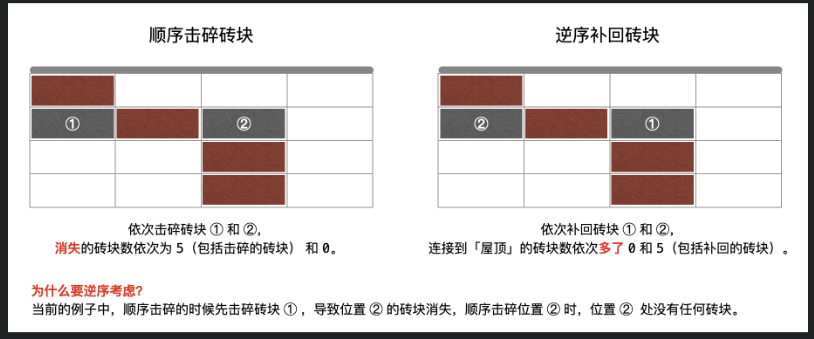 顺序击碎砖块
逆序补回砖块
①
②
②
①
依次击碎砖块 ① 和 ②，
消失的砖块数依次为 5（包括击碎的砖块） 和 0。
依次补回砖块 ① 和 ②，
连接到「屋顶」的砖块数依次多了 0 和 5（包括补回的砖块） 。
为什么要逆序考虑？
当前的例子中，顺序击碎的时候先击碎砖块 ① ，导致位置 ② 的砖块消失，顺序击碎位置 ② 时，位置 ② 处没有任何砖块。